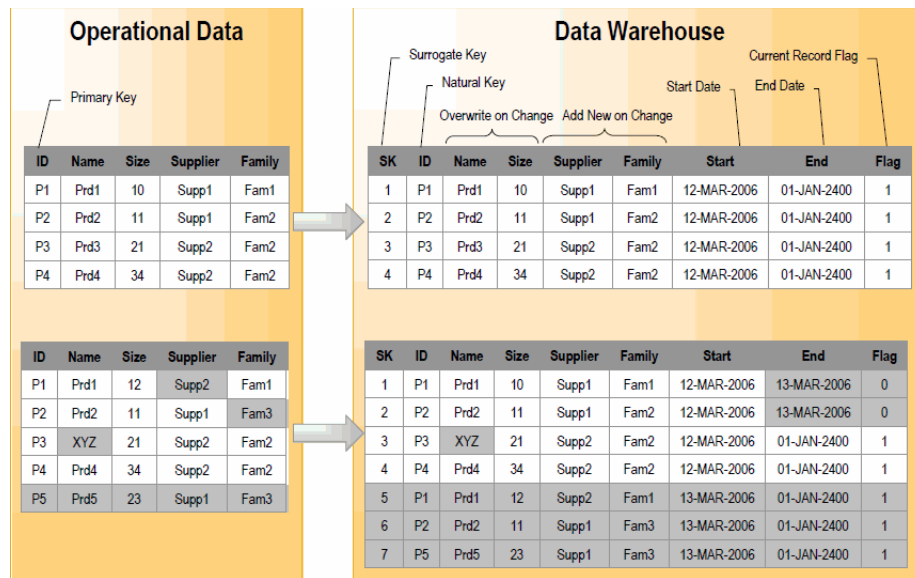 Operational Data
Primary Key
ID Name Size Supplier Family
P1 Prd1 10 Supp1 Fam1
P2 Prd2 11 Supp1 Fam2
P3 Prd3 21 Supp2 Fam2
P4 Prd4 34 Supp2 Fam2
ID Name Size Supplier Family
P1 Prd1 12 Supp2 Fam1
P2 Prd2 11 Supp1 Fam3
P3 XYZ 21 Supp2 Fam2
P4 Prd4 34 Supp2 Fam2
P5 Prd5 23 Supp1 Fam3
Data Warehouse
Surrogate Key
Current Record Flag
Natural Key
Start Date
End Date
Overwrite on Change
Add New on Change
SK ID Name Size Supplier Family Start End Flag
1 P1 Prd1 10 Supp1 Fam1 12-MAR-2006 01-JAN-2400 1
2 P2 Prd2 11 Supp1 Fam2 12-MAR-2006 01-JAN-2400 1
3 P3 Prd3 21 Supp2 Fam2 12-MAR-2006 01-JAN-2400 1
4 P4 Prd4 34 Supp2 Fam2 12-MAR-2006 01-JAN-2400 1
SK ID Name Size Supplier Family Start End Flag
1 P1 Prd1 10 Supp1 Fam1 12-MAR-2006 13-MAR-2006 0
2 P2 Prd2 11 Supp1 Fam2 12-MAR-2006 13-MAR-2006 0
3 P3 XYZ 21 Supp2 Fam2 12-MAR-2006 01-JAN-2400 1
4 P4 Prd4 34 Supp2 Fam2 12-MAR-2006 01-JAN-2400 1
5 P1 Prd1 12 Supp2 Fam1 13-MAR-2006 01-JAN-2400 1
6 P2 Prd2 11 Supp1 Fam3 13-MAR-2006 01-JAN-2400 1
7 P5 Prd5 23 Supp1 Fam3 13-MAR-2006 01-JAN-2400 1